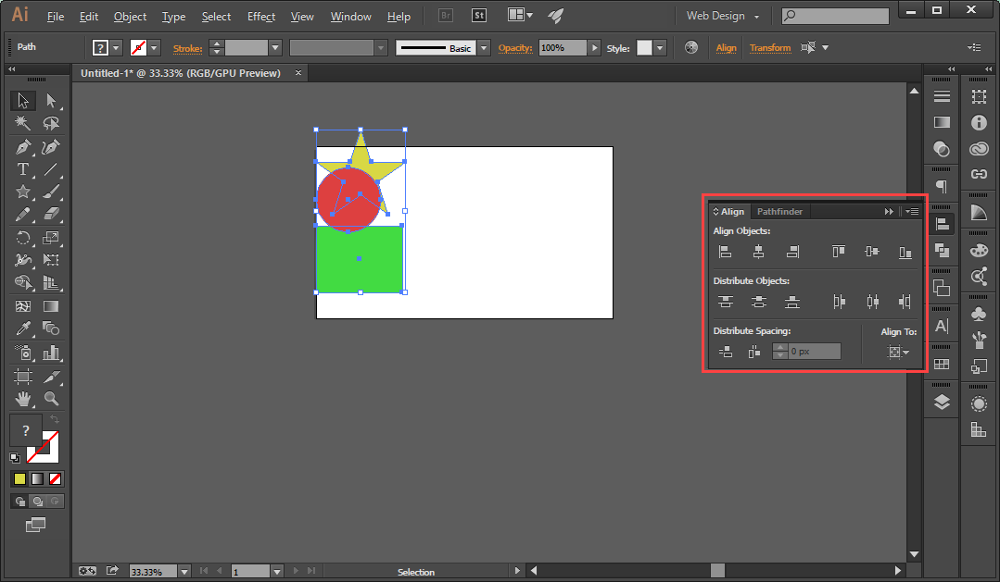 Ai File Edit Object Type Select Effect View Window Help Br St Web Design
Path ? Stroke: Basic Opacity: 100% Style: Align Transform
Untitled-1* @ 33.33% (RGB/GPU Preview) ×
Align Pathfinder
Align Objects:
Distribute Objects:
Distribute Spacing: Align To:
0 px
T
A
?
33.33% 1 Selection